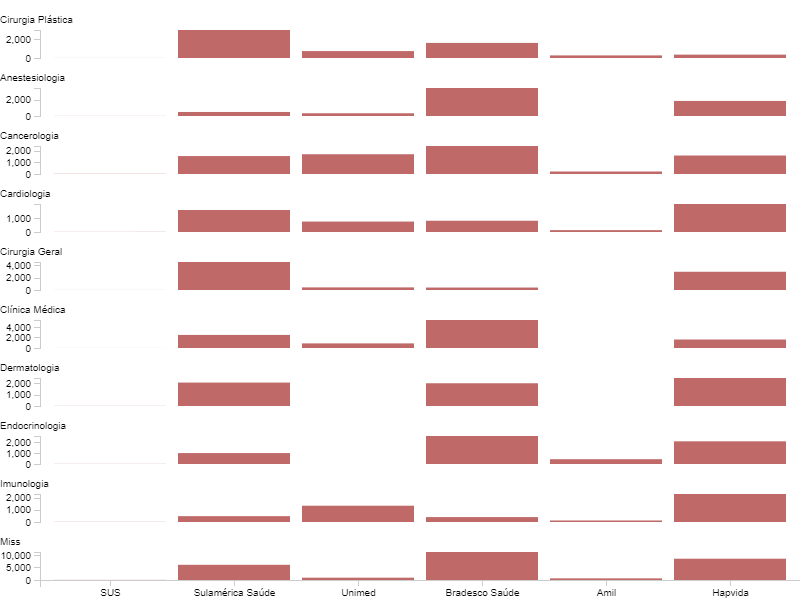 Cirurgia Plástica
2,000
0
Anestesiologia
2,000
0
Cancerologia
2,000
1,000
0
Cardiologia
1,000
0
Cirurgia Geral
4,000
2,000
0
Clínica Médica
4,000
2,000
0
Dermatologia
2,000
1,000
0
Endocrinologia
2,000
1,000
0
Imunologia
2,000
1,000
0
Miss
10,000
5,000
0
SUS Sulamérica Saúde Unimed Bradesco Saúde Amil Hapvida